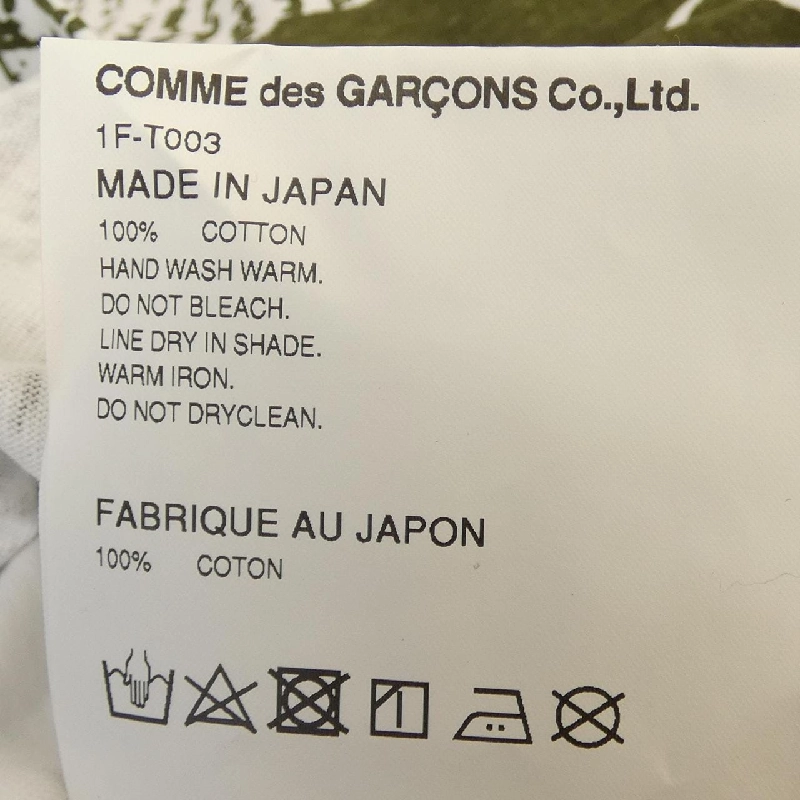 COMME des GARÇONS Co.,Ltd.
1F-T003
MADE IN JAPAN
100% COTTON
HAND WASH WARM.
DO NOT BLEACH.
LINE DRY IN SHADE.
WARM IRON.
DO NOT DRYCLEAN.
FABRIQUE AU JAPON
100% COTON